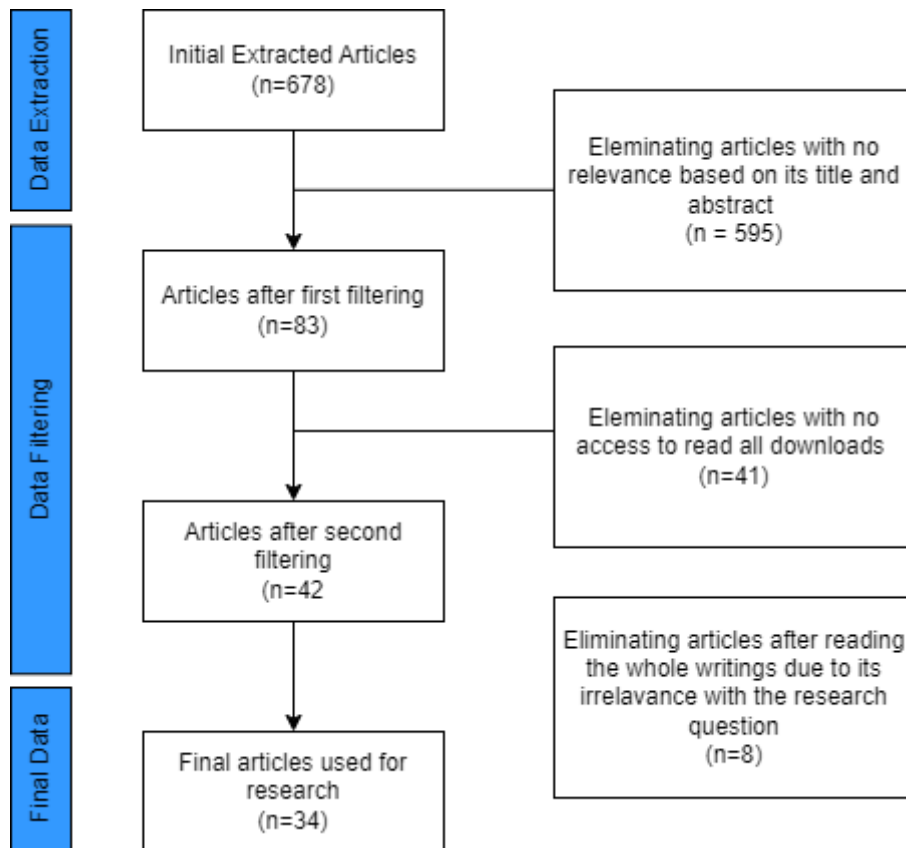 Data Extraction
Initial Extracted Articles
(n=678)
Eleminating articles with no
relevance based on its title and
abstract
(n = 595)
Data Filtering
Articles after first filtering
(n=83)
Eleminating articles with no
access to read all downloads
(n=41)
Articles after second
filtering
(n=42
Eliminating articles after reading
the whole writings due to its
irrelavance with the research
question
(n=8)
Final Data
Final articles used for
research
(n=34)